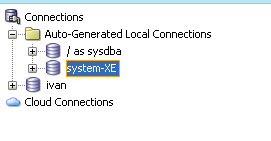 Connections
Auto-Generated Local Connections
/ as sysdba
system-XE
ivan
Cloud Connections